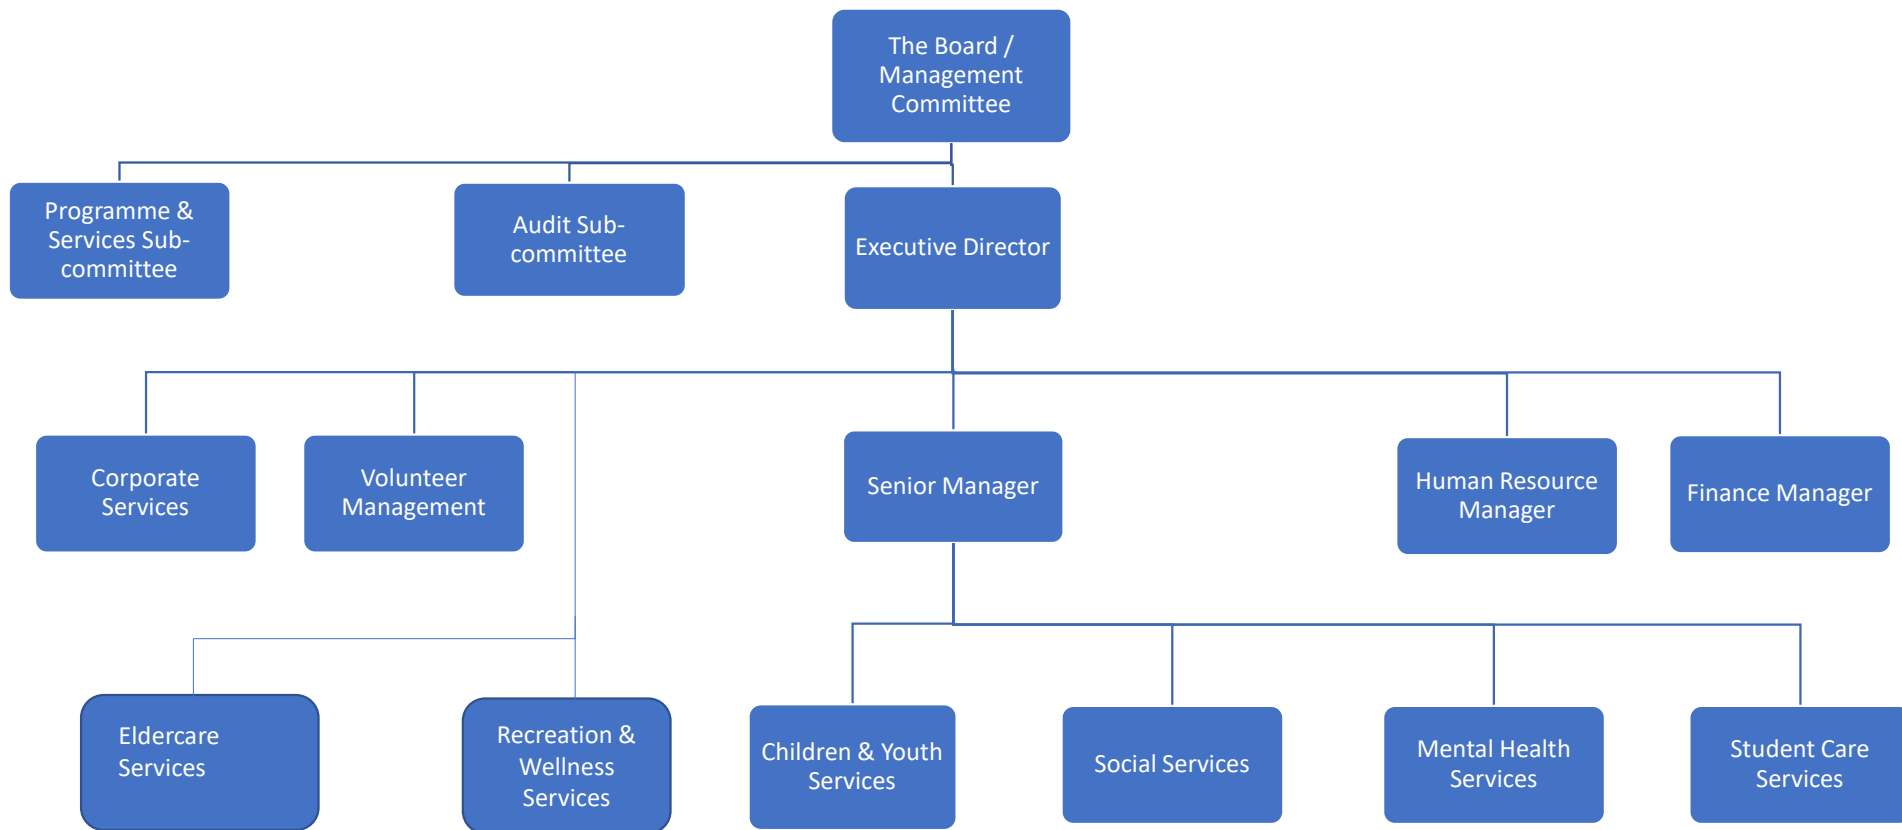 The Board /
Management
Committee
Programme &
Services Sub-
committee
Audit Sub-
committee
Executive Director
Corporate
Services
Volunteer
Management
Senior Manager
Human Resource
Manager
Finance Manager
Eldercare
Services
Recreation &
Wellness
Services
Children & Youth
Services
Social Services
Mental Health
Services
Student Care
Services